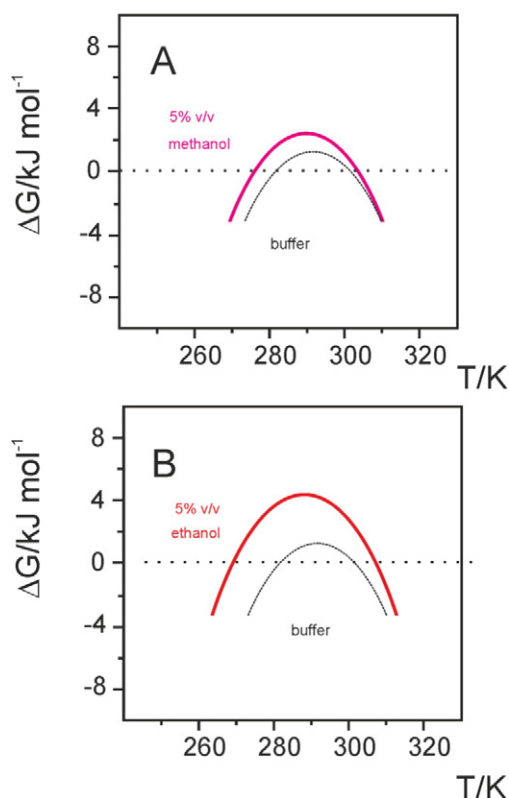 8
A
5% v/v
methanol
4
0
-4
-8
ΔG/kJ mol⁻¹
buffer
260 280 300 320
T/K
8
B
5% v/v
ethanol
4
0
-4
-8
ΔG/kJ mol⁻¹
buffer
260 280 300 320
T/K